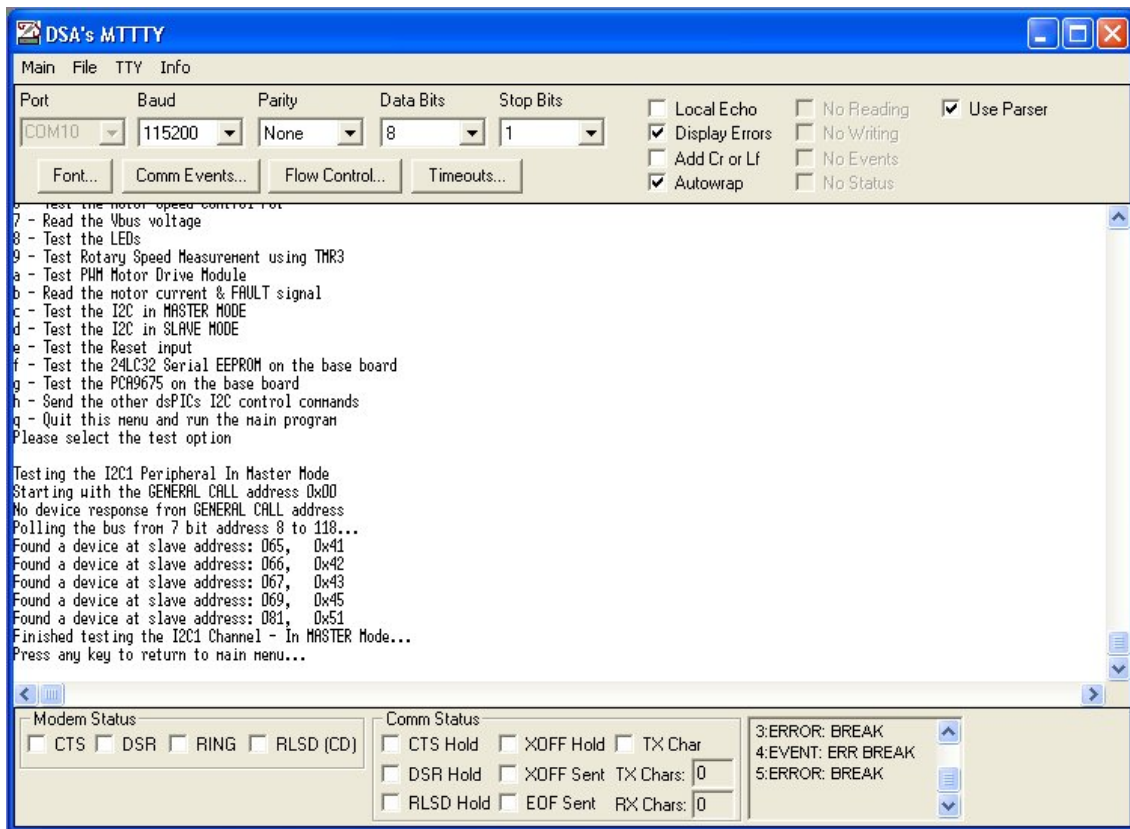 DSA's MTTTY
Main File TTY Info
Port Baud Parity Data Bits Stop Bits
COM10 115200 None 8 1
Font... Comm Events... Flow Control... Timeouts...
Local Echo No Reading Use Parser
Display Errors No Writing
Add Cr or Lf No Events
Autowrap No Status
- Test the motor speed control
7 - Read the Vbus voltage
8 - Test the LEDs
9 - Test Rotary Speed Measurement using TMR3
a - Test PWM Motor Drive Module
b - Read the motor current & FAULT signal
c - Test the I2C in MASTER MODE
d - Test the I2C in SLAVE MODE
e - Test the Reset input
f - Test the 24LC32 Serial EEPROM on the base board
g - Test the PCA9675 on the base board
h - Send the other dsPICs I2C control commands
q - Quit this menu and run the main program
Please select the test option
Testing the I2C1 Peripheral In Master Mode
Starting with the GENERAL CALL address 0x00
No device response from GENERAL CALL address
Polling the bus from 7 bit address 8 to 118...
Found a device at slave address: 065, 0x41
Found a device at slave address: 066, 0x42
Found a device at slave address: 067, 0x43
Found a device at slave address: 069, 0x45
Found a device at slave address: 081, 0x51
Finished testing the I2C1 Channel - In MASTER Mode...
Press any key to return to main menu...
Modem Status
CTS DSR RING RLSD (CD)
Comm Status
CTS Hold XOFF Hold TX Char
DSR Hold XOFF Sent TX Chars: 0
RLSD Hold EOF Sent RX Chars: 0
3:ERROR: BREAK
4:EVENT: ERR BREAK
5:ERROR: BREAK